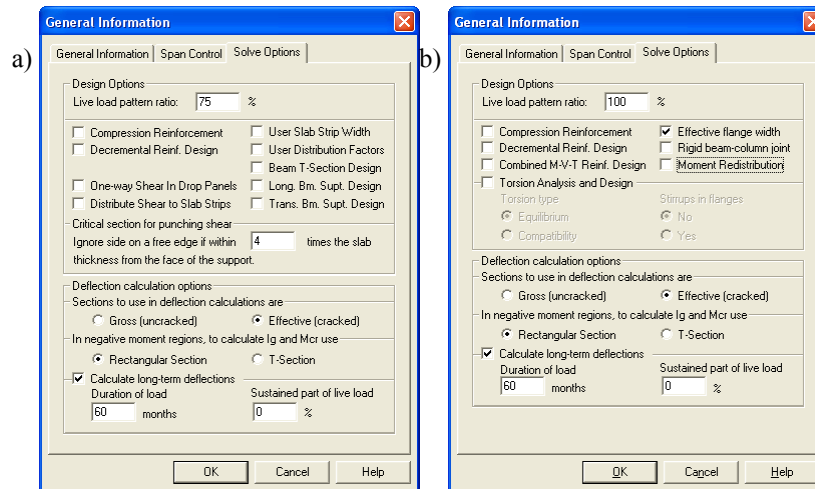 a)
General Information
General Information Span Control Solve Options
Design Options
Live load pattern ratio: 75 %
Compression Reinforcement User Slab Strip Width
Decremental Reinf. Design User Distribution Factors
Beam T-Section Design
One-way Shear In Drop Panels Long. Bm. Supt. Design
Distribute Shear to Slab Strips Trans. Bm. Supt. Design
Critical section for punching shear
Ignore side on a free edge if within 4 times the slab
thickness from the face of the support.
Deflection calculation options
Sections to use in deflection calculations are
Gross (uncracked) Effective (cracked)
In negative moment regions, to calculate Ig and Mcr use
Rectangular Section T-Section
Calculate long-term deflections
Duration of load Sustained part of live load
60 months 0 %
OK Cancel Help
b)
General Information
General Information Span Control Solve Options
Design Options
Live load pattern ratio: 100 %
Compression Reinforcement Effective flange width
Decremental Reinf. Design Rigid beam-column joint
Combined M-V-T Reinf. Design Moment Redistribution
Torsion Analysis and Design
Torsion type Stirrups in flanges
Equilibrium No
Compatibility Yes
Deflection calculation options
Sections to use in deflection calculations are
Gross (uncracked) Effective (cracked)
In negative moment regions, to calculate Ig and Mcr use
Rectangular Section T-Section
Calculate long-term deflections
Duration of load Sustained part of live load
60 months 0 %
OK Cancel Help